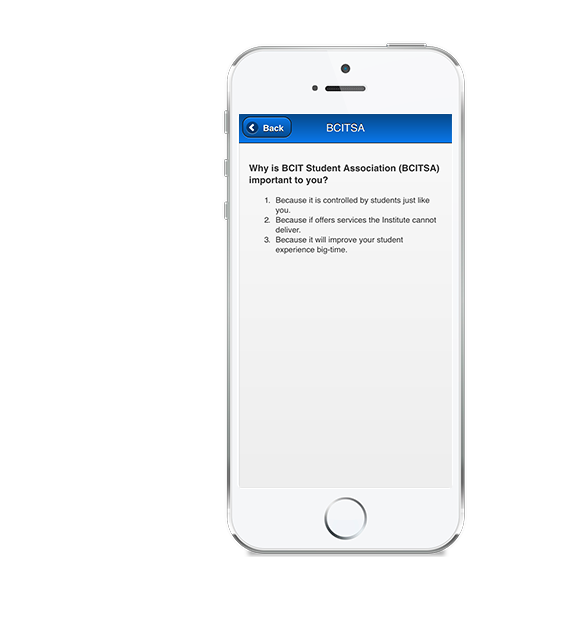 Back
BCITSA
Why is BCIT Student Association (BCITSA)
important to you?
1. Because it is controlled by students just like
you.
2. Because if offers services the Institute cannot
deliver.
3. Because it will improve your student
experience big-time.